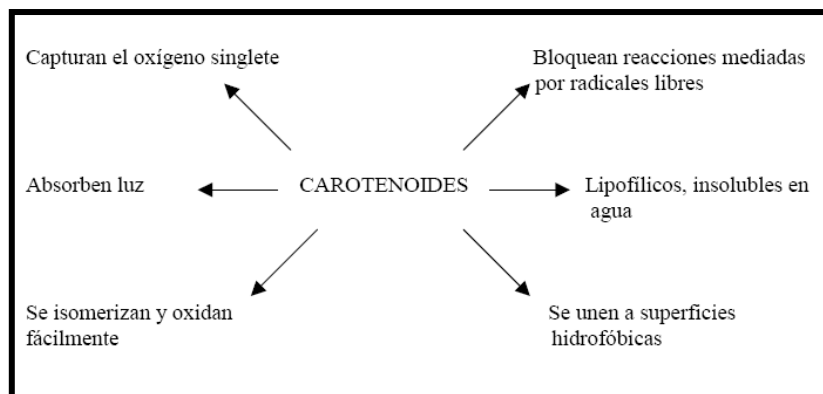 Capturan el oxígeno singlete
Bloquean reacciones mediadas
por radicales libres
Absorben luz
CAROTENOIDES
Lipofílicos, insolubles en
agua
Se isomerizan y oxidan
fácilmente
Se unen a superficies
hidrofóbicas